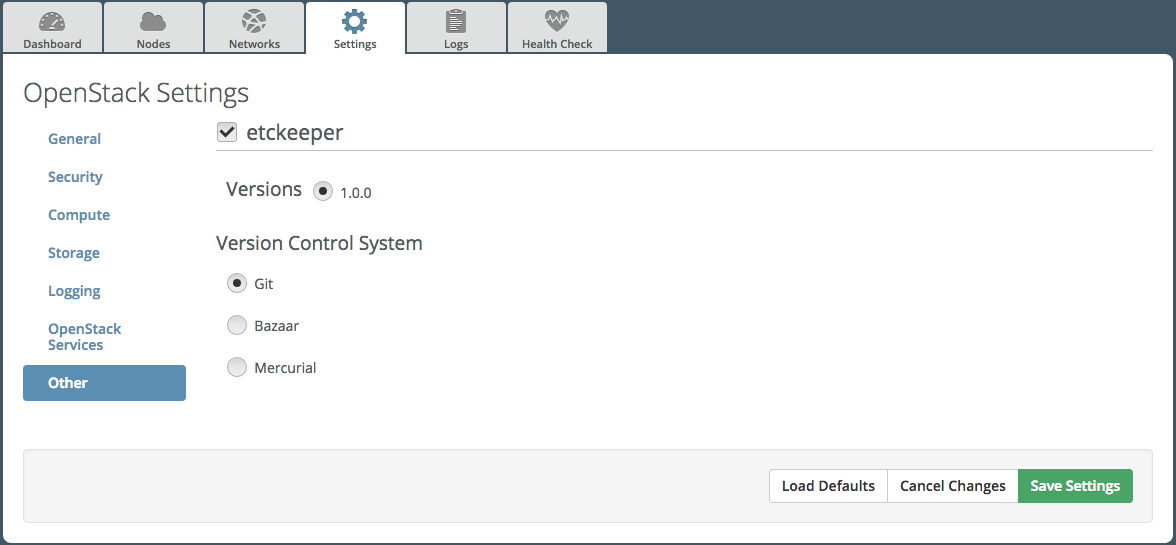 Dashboard
Nodes
Networks
Settings
Logs
Health Check
OpenStack Settings
General
Security
Compute
Storage
Logging
OpenStack
Services
Other
etckeeper
Versions 1.0.0
Version Control System
Git
Bazaar
Mercurial
Load Defaults
Cancel Changes
Save Settings